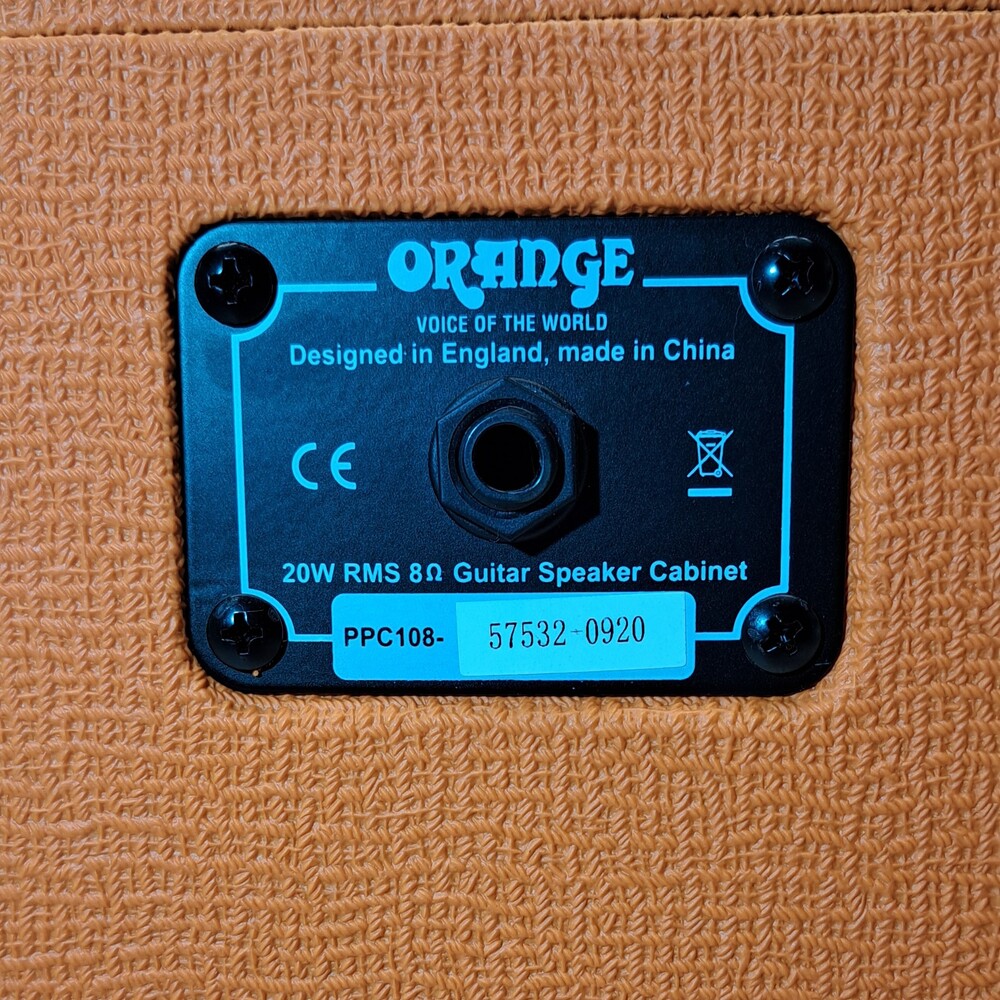 ORANGE
VOICE OF THE WORLD
Designed in England, made in China
CE
20W RMS 8Ω Guitar Speaker Cabinet
PPC108- 57532-0920